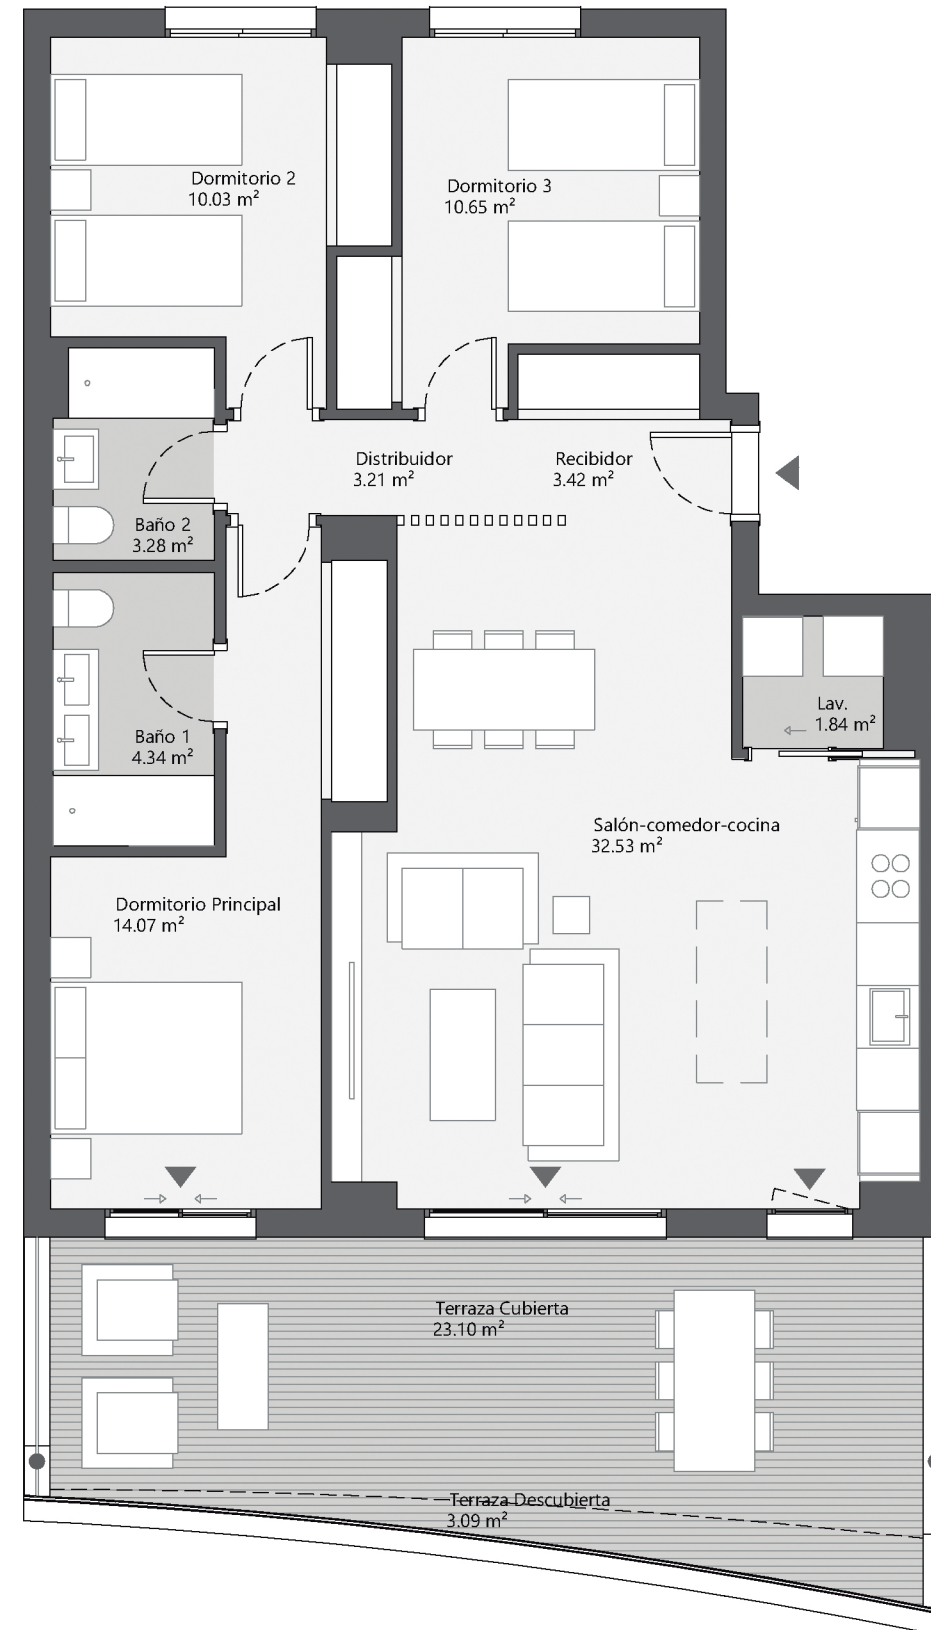 Dormitorio 2
10.03 m²
Dormitorio 3
10.65 m²
Distribuidor
3.21 m²
Recibidor
3.42 m²
Baño 2
3.28 m²
Lav.
1.84 m²
Baño 1
4.34 m²
Salón-comedor-cocina
32.53 m²
Dormitorio Principal
14.07 m²
Terraza Cubierta
23.10 m²
Terraza Descubierta
3.09 m²